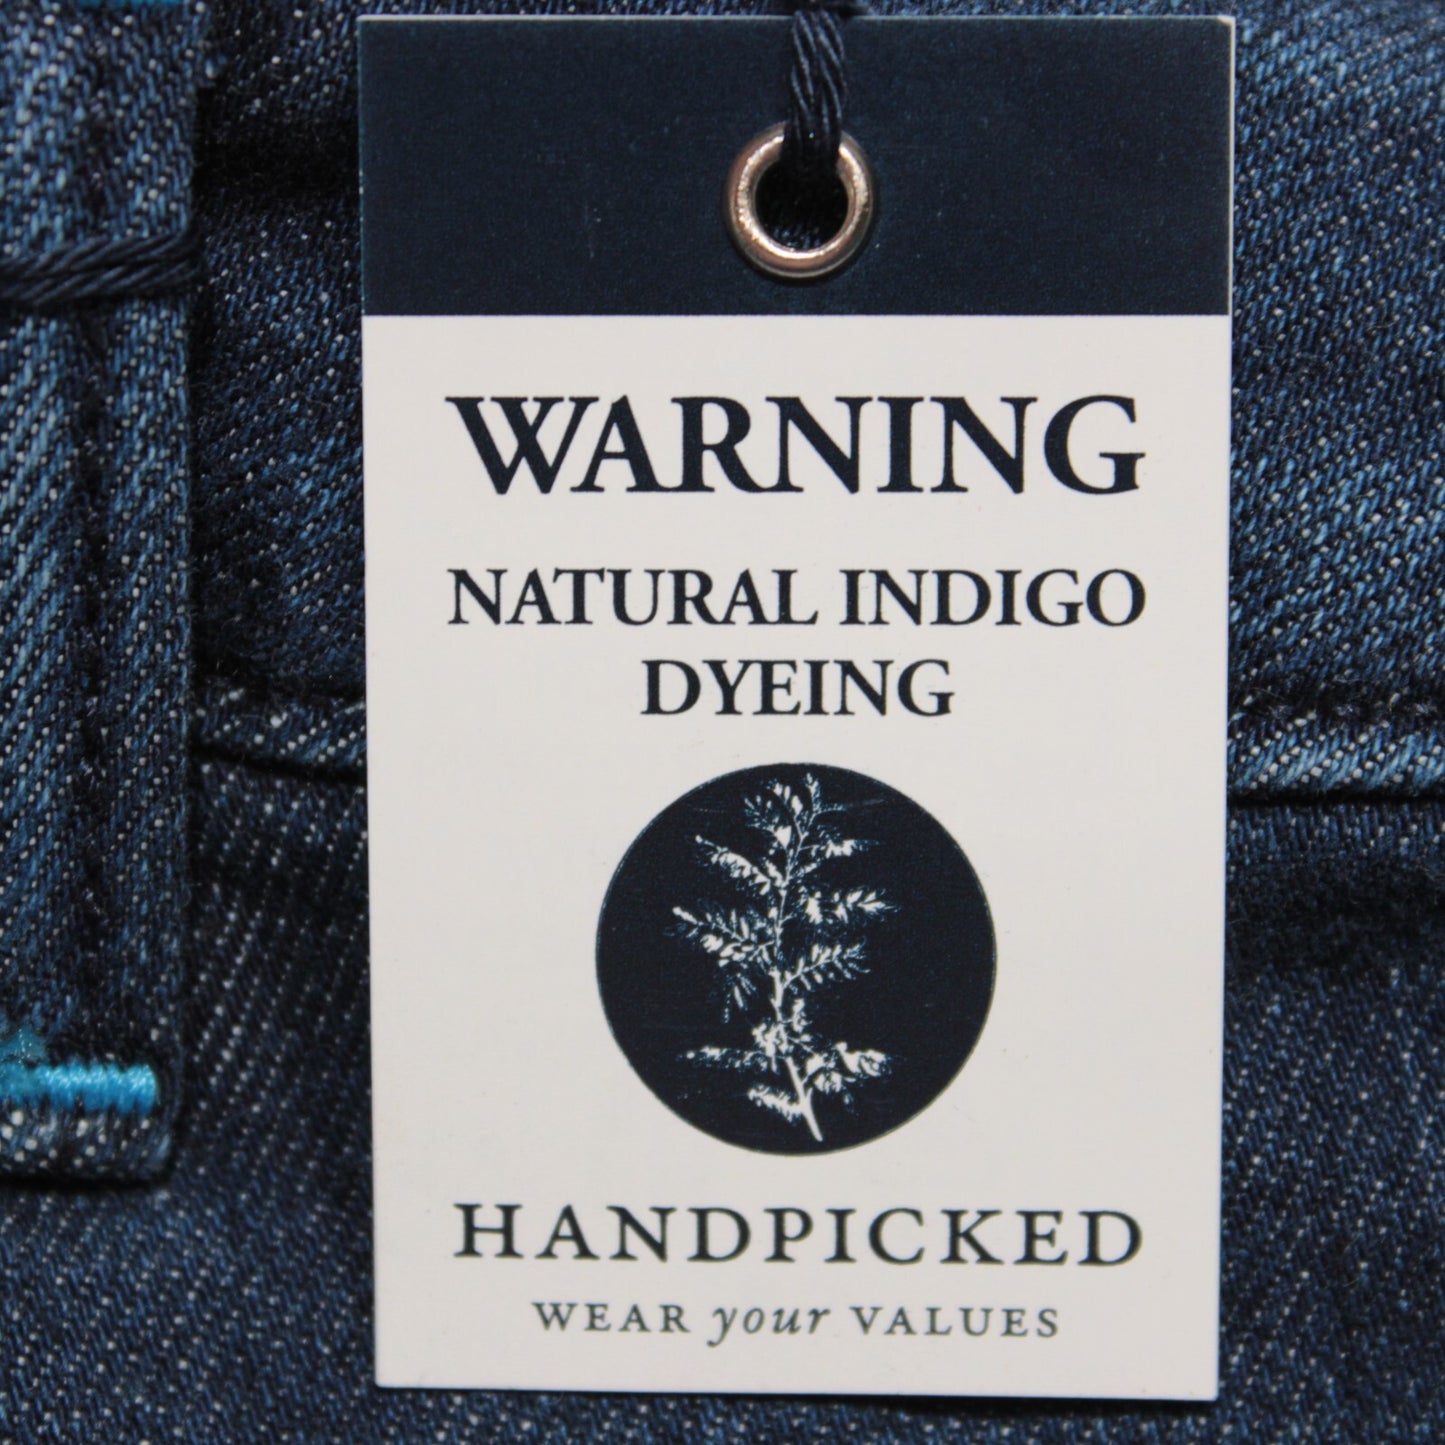 WARNING
NATURAL INDIGO
DYEING
HANDPICKED
WEAR your VALUES